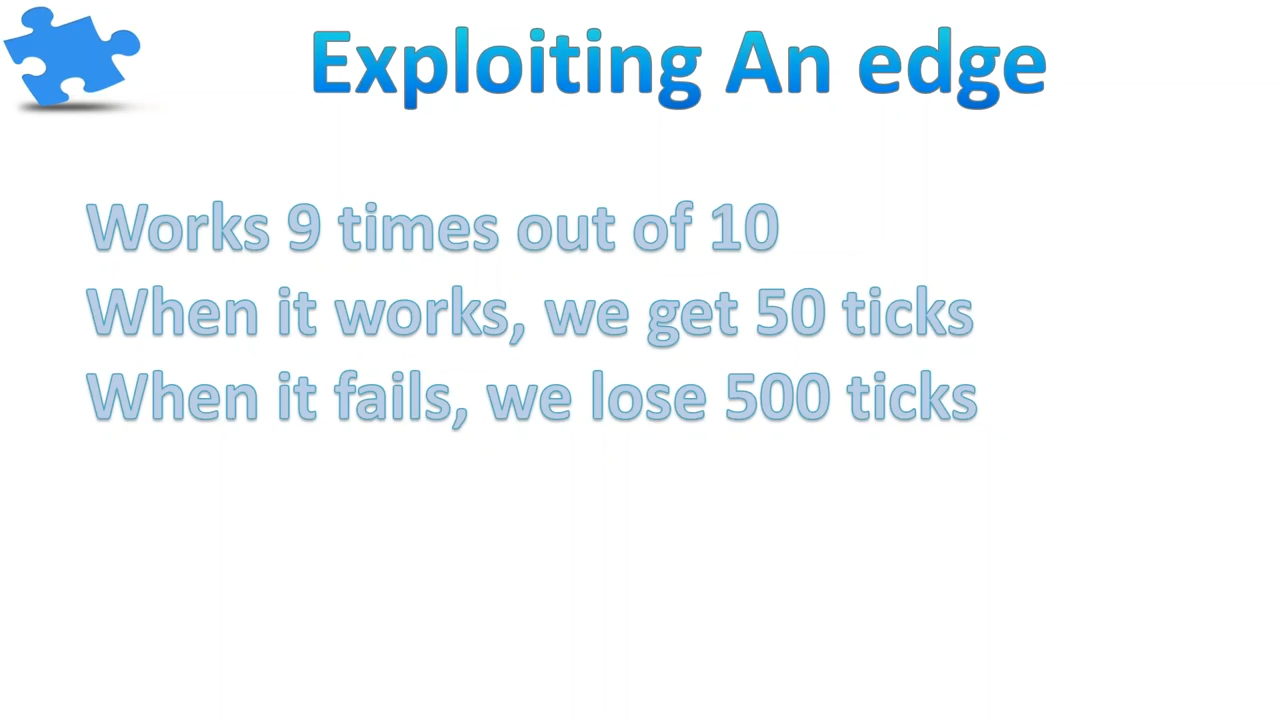 Exploiting An edge
Works 9 times out of 10
When it works, we get 50 ticks
When it fails, we lose 500 ticks